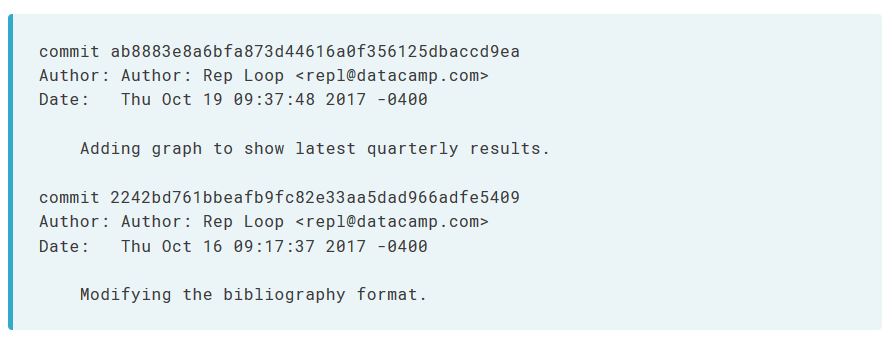 commit ab8883e8a6bfa873d44616a0f356125dbaccd9ea
Author: Author: Rep Loop <repl@datacamp.com>
Date:   Thu Oct 19 09:37:48 2017 -0400
Adding graph to show latest quarterly results.
commit 2242bd761bbeafb9fc82e33aa5dad966adfe5409
Author: Author: Rep Loop <repl@datacamp.com>
Date:   Thu Oct 16 09:17:37 2017 -0400
Modifying the bibliography format.